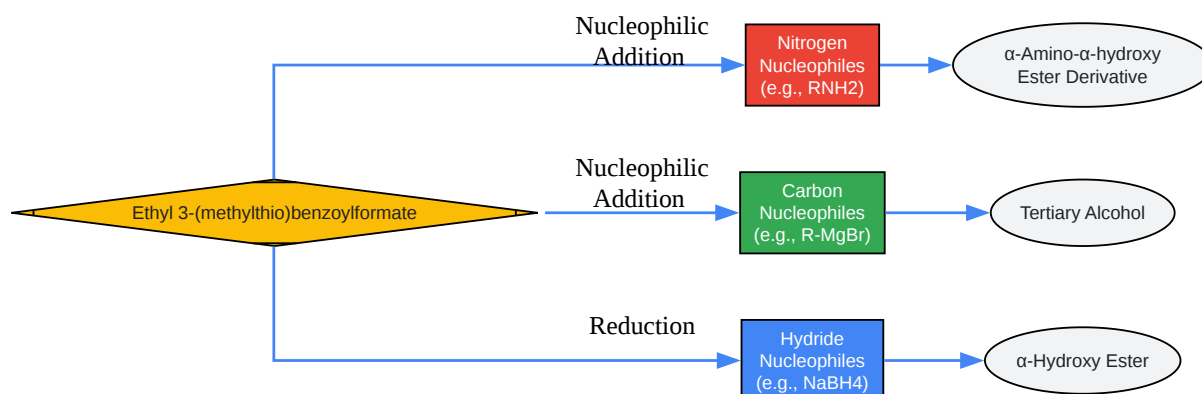 Nucleophilic
Addition
Nitrogen
Nucleophiles
(e.g., RNH2)
α-Amino-α-hydroxy
Ester Derivative
Ethyl 3-(methylthio)benzoylformate
Nucleophilic
Addition
Carbon
Nucleophiles
(e.g., R-MgBr)
Tertiary Alcohol
Reduction
Hydride
Nucleophiles
(e.g., NaBH4)
α-Hydroxy Ester